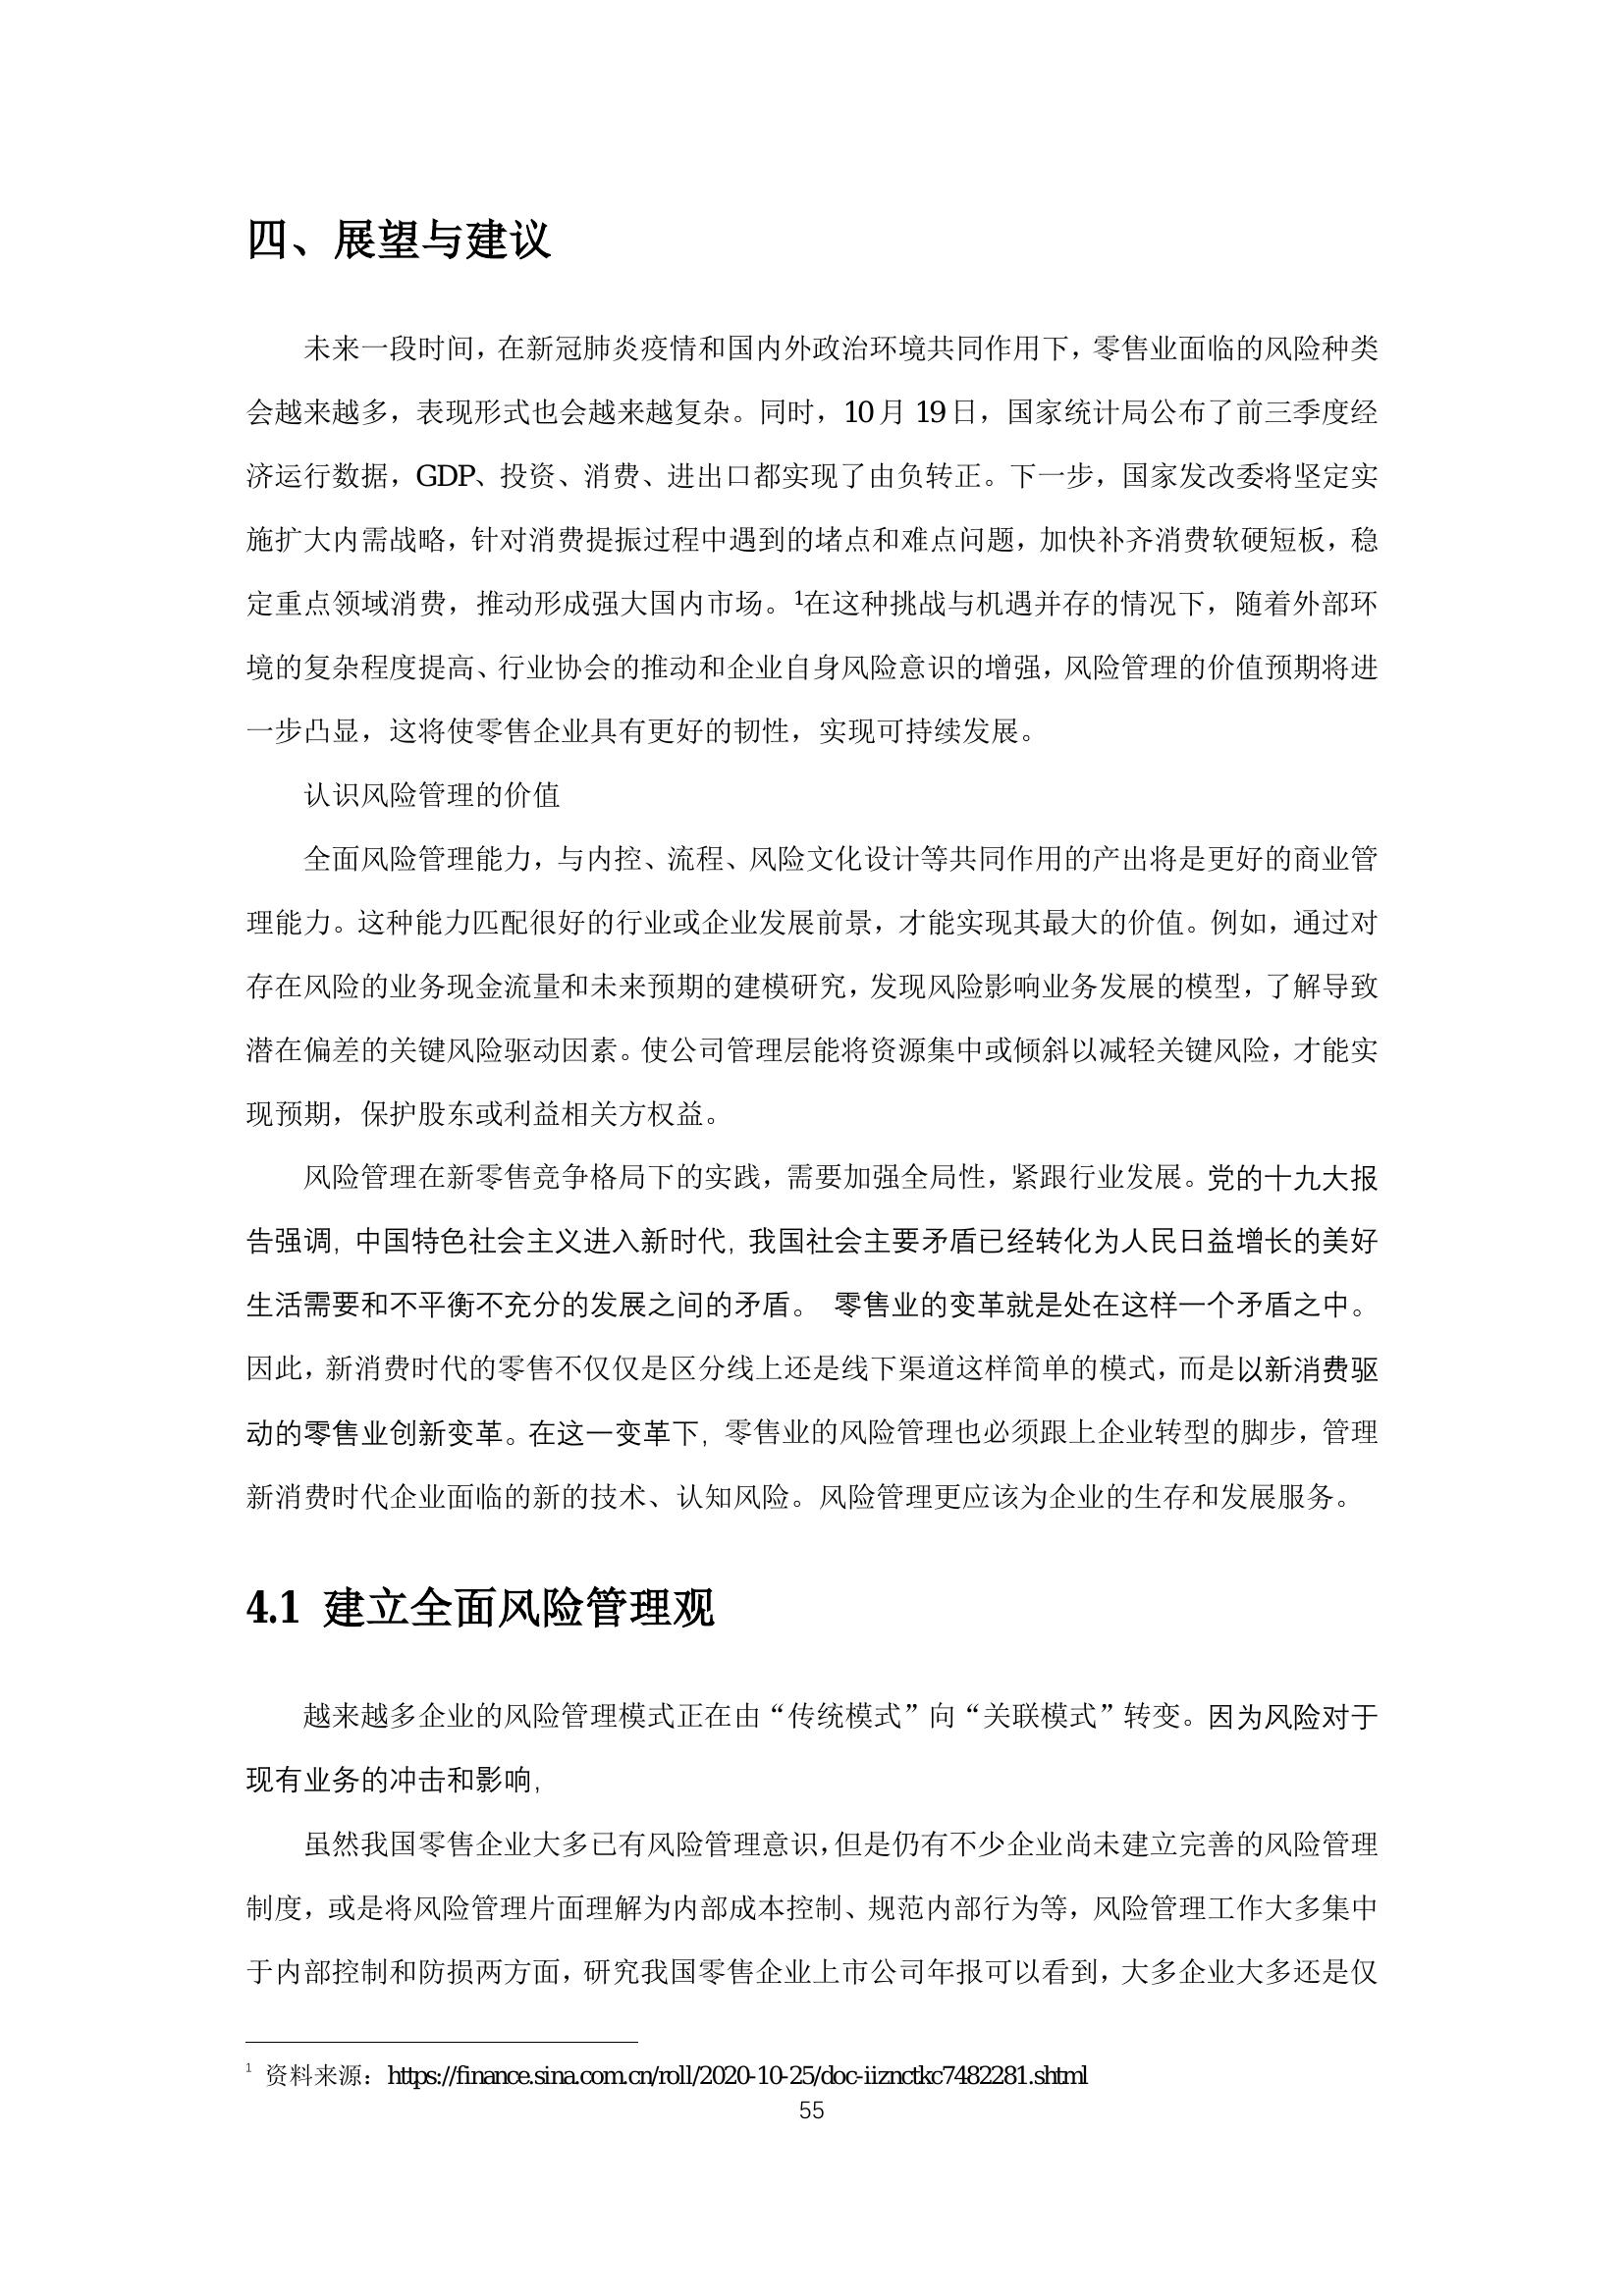 四、展望与建议
未来一段时间，在新冠肺炎疫情和国内外政治环境共同作用下，零售业面临的风险种类
会越来越多，表现形式也会越来越复杂。同时，10月 19日，国家统计局公布了前三季度经
济运行数据，GDP、投资、消费、进出口都实现了由负转正。下一步，国家发改委将坚定实
施扩大内需战略，针对消费提振过程中遇到的堵点和难点问题，加快补齐消费软硬短板，稳
定重点领域消费，推动形成强大国内市场。¹在这种挑战与机遇并存的情况下，随着外部环
境的复杂程度提高、行业协会的推动和企业自身风险意识的增强，风险管理的价值预期将进
一步凸显，这将使零售企业具有更好的韧性，实现可持续发展。
认识风险管理的价值
全面风险管理能力，与内控、流程、风险文化设计等共同作用的产出将是更好的商业管
理能力。这种能力匹配很好的行业或企业发展前景，才能实现其最大的价值。例如，通过对
存在风险的业务现金流量和未来预期的建模研究，发现风险影响业务发展的模型，了解导致
潜在偏差的关键风险驱动因素。使公司管理层能将资源集中或倾斜以减轻关键风险，才能实
现预期，保护股东或利益相关方权益。
风险管理在新零售竞争格局下的实践，需要加强全局性，紧跟行业发展。党的十九大报
告强调，中国特色社会主义进入新时代，我国社会主要矛盾已经转化为人民日益增长的美好
生活需要和不平衡不充分的发展之间的矛盾。 零售业的变革就是处在这样一个矛盾之中。
因此，新消费时代的零售不仅仅是区分线上还是线下渠道这样简单的模式，而是以新消费驱
动的零售业创新变革。在这一变革下，零售业的风险管理也必须跟上企业转型的脚步，管理
新消费时代企业面临的新的技术、认知风险。风险管理更应该为企业的生存和发展服务。
4.1 建立全面风险管理观
越来越多企业的风险管理模式正在由“传统模式”向“关联模式”转变。因为风险对于
现有业务的冲击和影响，
虽然我国零售企业大多已有风险管理意识，但是仍有不少企业尚未建立完善的风险管理
制度，或是将风险管理片面理解为内部成本控制、规范内部行为等，风险管理工作大多集中
于内部控制和防损两方面，研究我国零售企业上市公司年报可以看到，大多企业大多还是仅
¹ 资料来源：https://finance.sina.com.cn/roll/2020-10-25/doc-iiznctkc7482281.shtml
55